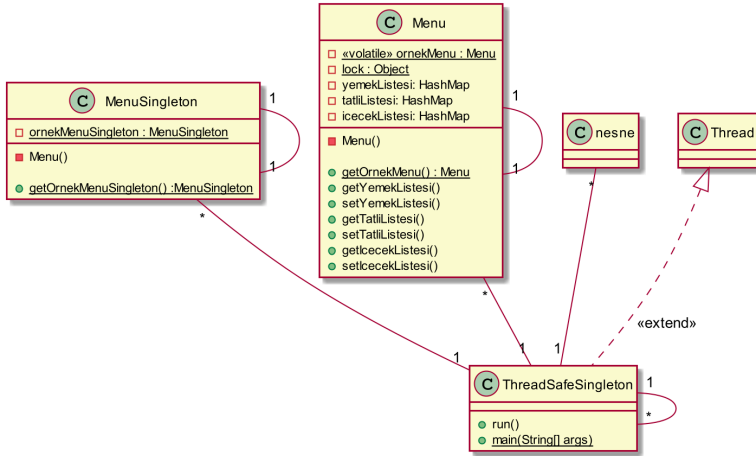 C MenuSingleton
ornekMenuSingleton : MenuSingleton
Menu()
getOrnekMenuSingleton() :MenuSingleton
1
1
C Menu
«volatile» ornekMenu : Menu
lock : Object
yemekListesi: HashMap
tatliListesi: HashMap
icecekListesi: HashMap
Menu()
getOrnekMenu() : Menu
getYemekListesi()
setYemekListesi()
getTatliListesi()
setTatliListesi()
getIcecekListesi()
setIcecekListesi()
1
1
C nesne
C Thread
*
*
*
«extend»
1
1
1
C ThreadSafeSingleton
run()
main(String[] args)
1
*